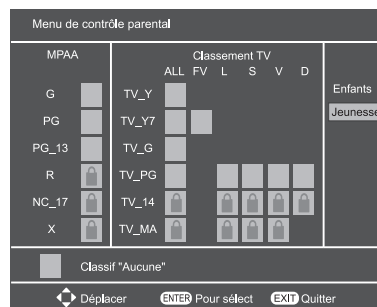 Menu de contrôle parental
MPAA
Classement TV
ALL FV L S V D
G TV_Y
PG TV_Y7
PG_13 TV_G
R TV_PG
NC_17 TV_14
X TV_MA
Enfants
Jeunesse
Classif "Aucune"
Déplacer ENTER Pour sélect EXIT Quitter